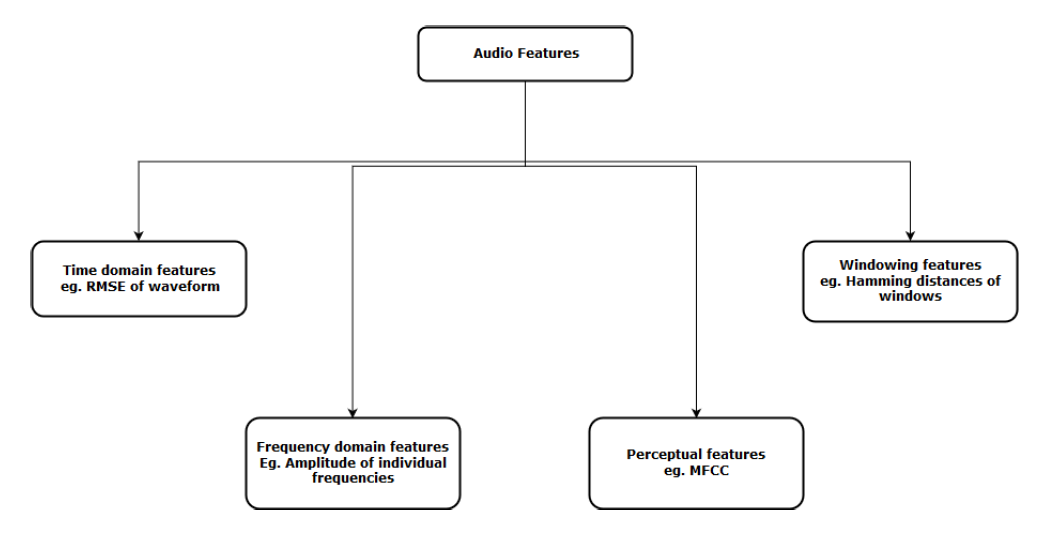 Audio Features
Time domain features
eg. RMSE of waveform
Windowing features
eg. Hamming distances of
windows
Frequency domain features
Eg. Amplitude of individual
frequencies
Perceptual features
eg. MFCC